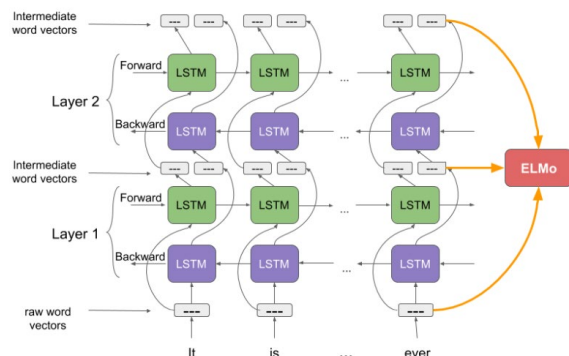 Intermediate
word vectors
--- --- --- --- --- ---
Forward
LSTM LSTM ... LSTM
Layer 2
Backward
LSTM LSTM ... LSTM
Intermediate
word vectors
--- --- --- --- --- ---
ELMo
Forward
LSTM LSTM ... LSTM
Layer 1
Backward
LSTM LSTM ... LSTM
raw word
vectors
--- --- ---
It is ... ever